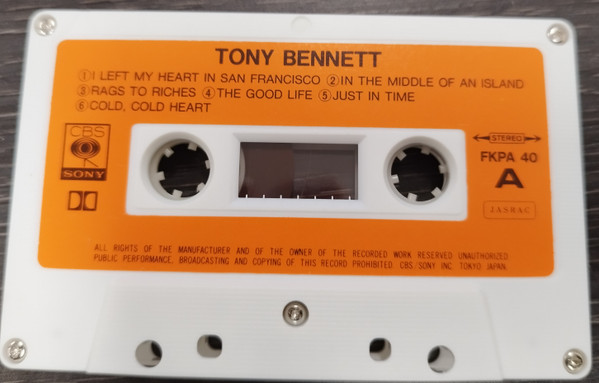 TONY BENNETT
①I LEFT MY HEART IN SAN FRANCISCO ②IN THE MIDDLE OF AN ISLAND
③RAGS TO RICHES ④THE GOOD LIFE ⑤JUST IN TIME
⑥COLD, COLD HEART
CBS
SONY
STEREO
FKPA 40
A
JASRAC
ALL RIGHTS OF THE MANUFACTURER AND OF THE OWNER OF THE RECORDED WORK RESERVED UNAUTHORIZED
PUBLIC PERFORMANCE, BROADCASTING AND COPYING OF THIS RECORD PROHIBITED CBS/SONY INC TOKYO JAPAN